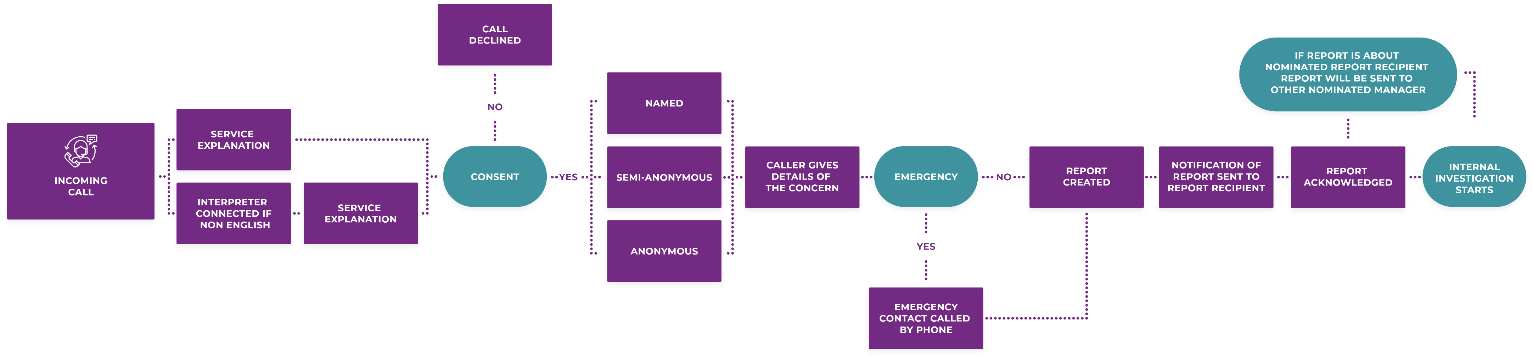 INCOMING
CALL
SERVICE
EXPLANATION
INTERPRETER
CONNECTED IF
NON ENGLISH
SERVICE
EXPLANATION
CALL
DECLINED
NO
CONSENT
YES
NAMED
SEMI-ANONYMOUS
ANONYMOUS
CALLER GIVES
DETAILS OF
THE CONCERN
EMERGENCY
NO
YES
EMERGENCY
CONTACT CALLED
BY PHONE
REPORT
CREATED
NOTIFICATION OF
REPORT SENT TO
REPORT RECIPIENT
REPORT
ACKNOWLEDGED
IF REPORT IS ABOUT
NOMINATED REPORT RECIPIENT
REPORT WILL BE SENT TO
OTHER NOMINATED MANAGER
INTERNAL
INVESTIGATION
STARTS